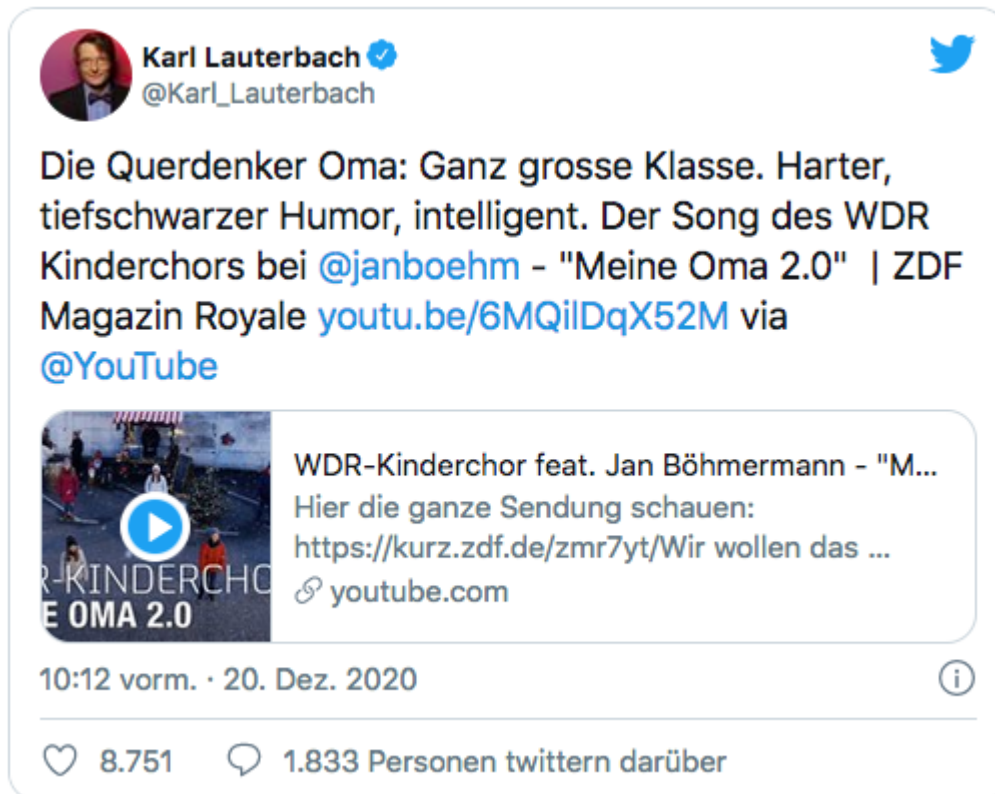 Karl Lauterbach
@Karl_Lauterbach
Die Querdenker Oma: Ganz grosse Klasse. Harter,
tiefschwarzer Humor, intelligent. Der Song des WDR
Kinderchors bei @janboehm - "Meine Oma 2.0" | ZDF
Magazin Royale youtu.be/6MQilDqX52M via
@YouTube
R-KINDERCHO
E OMA 2.0
WDR-Kinderchor feat. Jan Böhmermann - "M...
Hier die ganze Sendung schauen:
https://kurz.zdf.de/zmr7yt/Wir wollen das ...
youtube.com
10:12 vorm. · 20. Dez. 2020
8.751 1.833 Personen twittern darüber